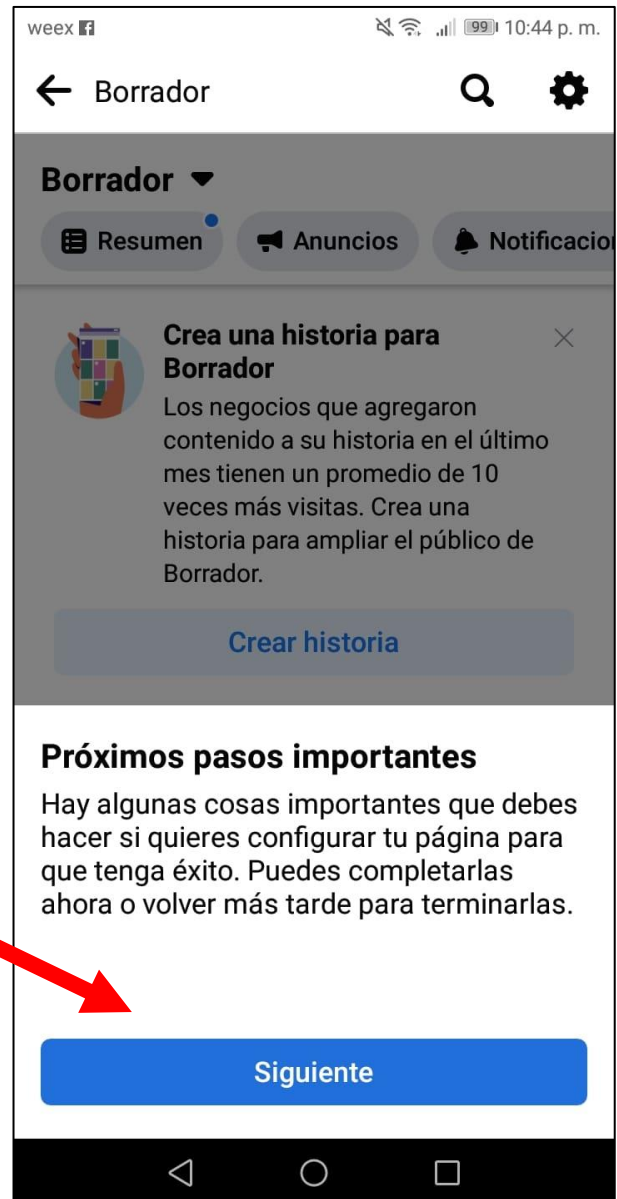 weex 99 10:44 p. m.
Borrador
Borrador
Resumen Anuncios Notificacion
Crea una historia para
Borrador
Los negocios que agregaron
contenido a su historia en el último
mes tienen un promedio de 10
veces más visitas. Crea una
historia para ampliar el público de
Borrador.
Crear historia
Próximos pasos importantes
Hay algunas cosas importantes que debes
hacer si quieres configurar tu página para
que tenga éxito. Puedes completarlas
ahora o volver más tarde para terminarlas.
Siguiente